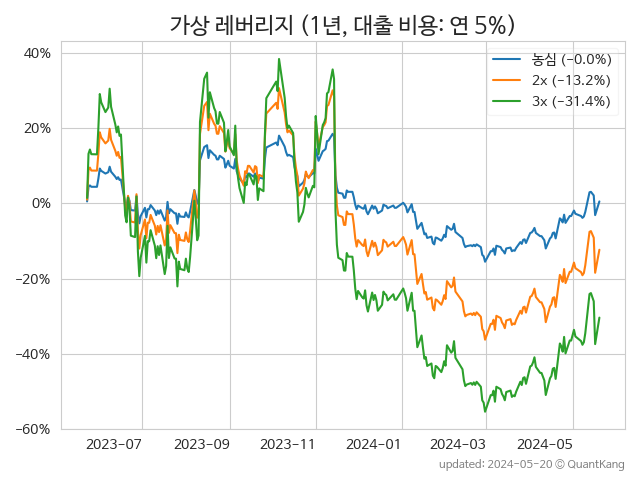 가상 레버리지 (1년, 대출 비용: 연 5%)
농심 (−0.0%)
2x (−13.2%)
3x (−31.4%)
40%
20%
0%
−20%
−40%
−60%
2023-07 2023-09 2023-11 2024-01 2024-03 2024-05
updated: 2024-05-20 © QuantKang